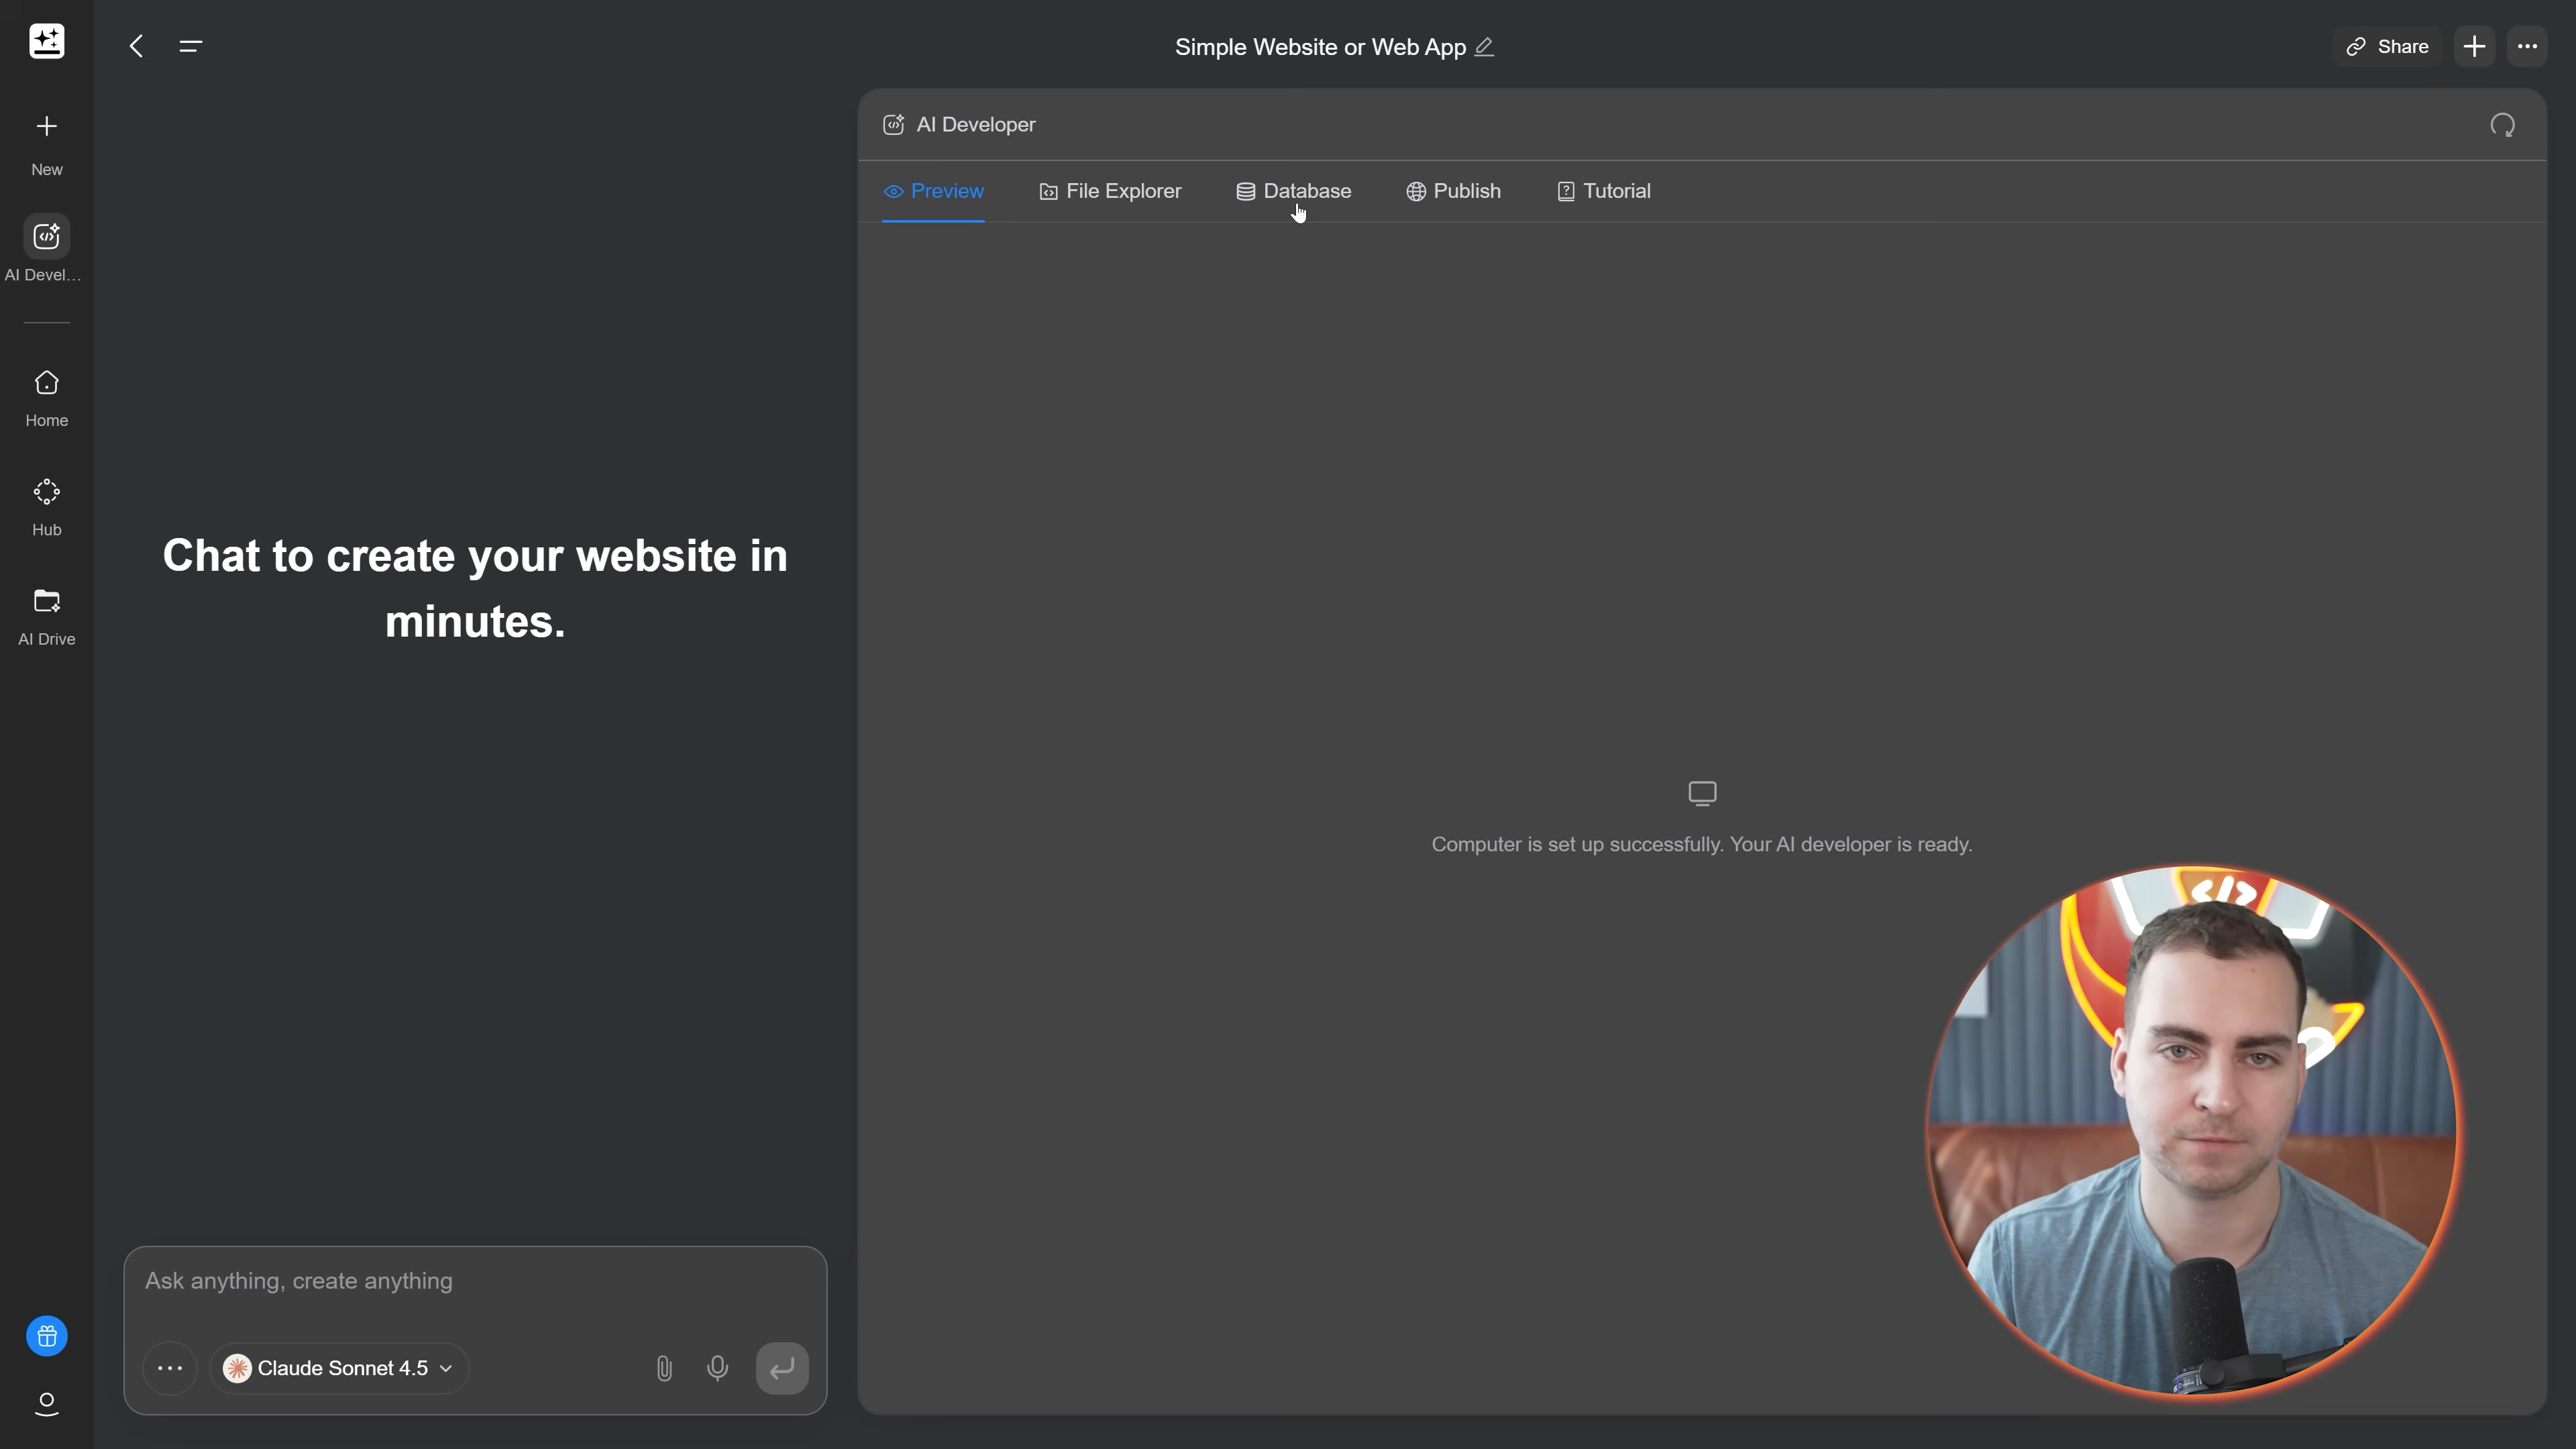 Simple Website or Web App
Share
New
AI Devel...
Home
Hub
AI Drive
AI Developer
Preview
File Explorer
Database
Publish
Tutorial
Chat to create your website in
minutes.
Computer is set up successfully. Your AI developer is ready.
Ask anything, create anything
Claude Sonnet 4.5